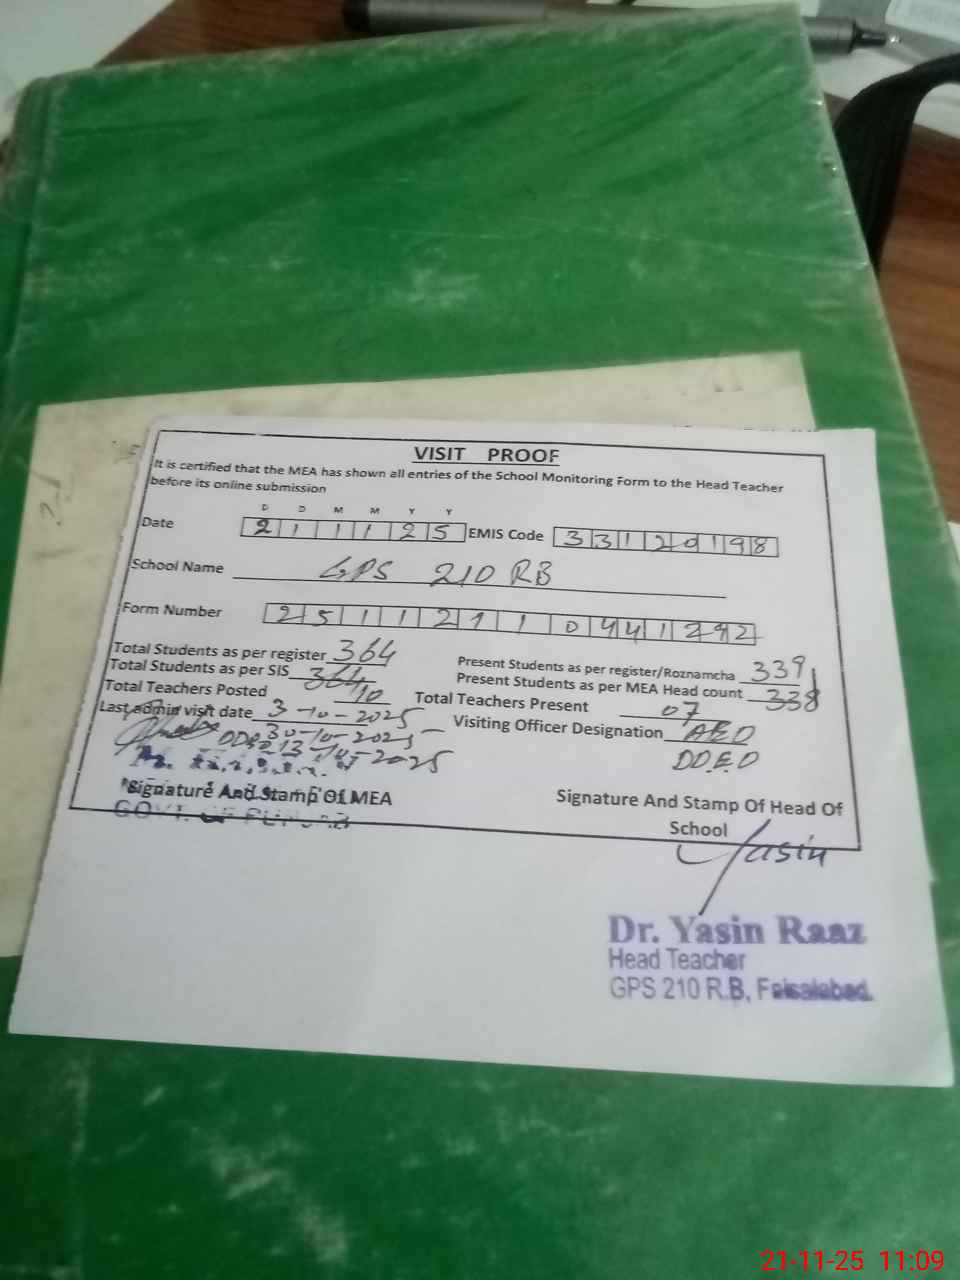 VISIT PROOF
It is certified that the MEA has shown all entries of the School Monitoring Form to the Head Teacher
before its online submission
D D M M Y Y
Date 2 1 1 1 2 5 EMIS Code 3 3 1 2 0 1 9 8
School Name GPS 210 RB
Form Number 2 5 1 1 2 1 1 0 4 4 1 2 9 2
Total Students as per register 364 Present Students as per register/Roznamcha 339
Total Students as per SIS 364 Present Students as per MEA Head count 338
Total Teachers Posted 10 Total Teachers Present 07
Last admin visit date 3-10-2025 Visiting Officer Designation AEO
30-10-2025
DDEO
Signature And Stamp Of MEA Signature And Stamp Of Head Of
School
GOVT. OF PUNJAB
Yasin
Dr. Yasin Raaz
Head Teacher
GPS 210 R.B, Faisalabad.
21-11-25 11:09